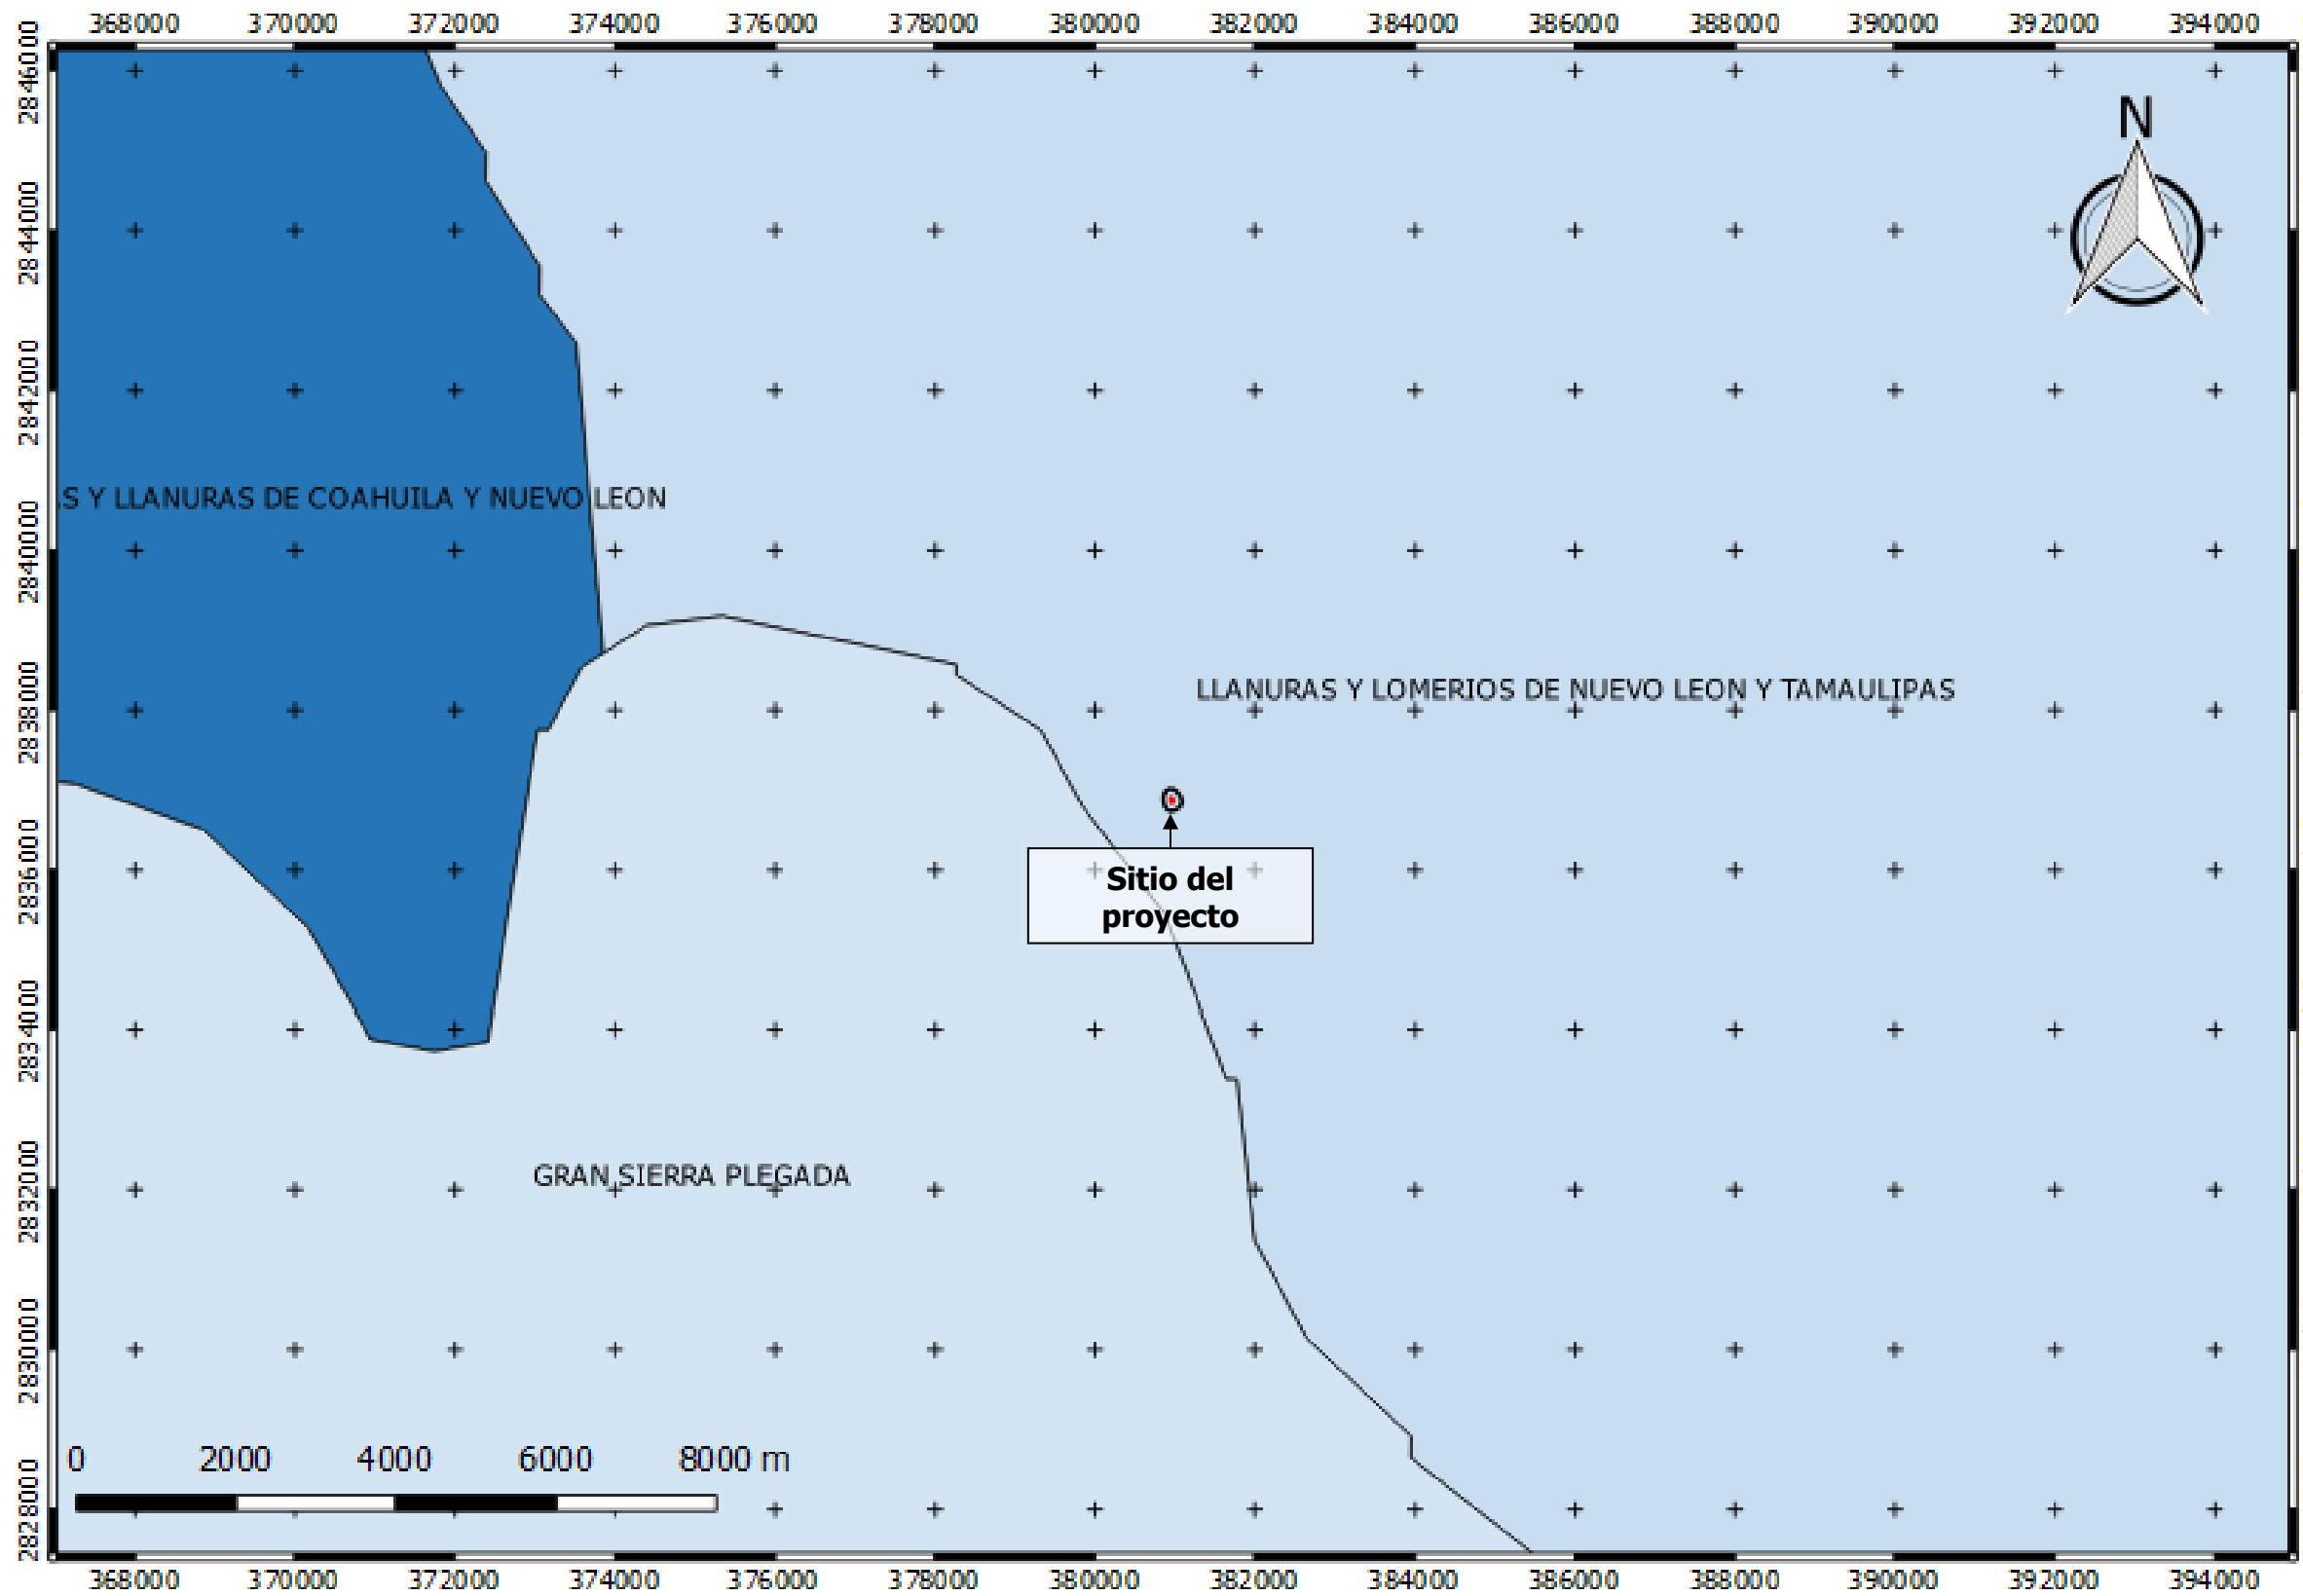 368000 370000 372000 374000 376000 378000 380000 382000 384000 386000 388000 390000 392000 394000
2846000
N
2844000
2842000
S Y LLANURAS DE COAHUILA Y NUEVO LEON
2840000
LLANURAS Y LOMERIOS DE NUEVO LEON Y TAMAULIPAS
2838000
2836000
Sitio del
proyecto
2834000
GRAN SIERRA PLEGADA
2832000
2830000
0 2000 4000 6000 8000 m
2828000
368000 370000 372000 374000 376000 378000 380000 382000 384000 386000 388000 390000 392000 394000